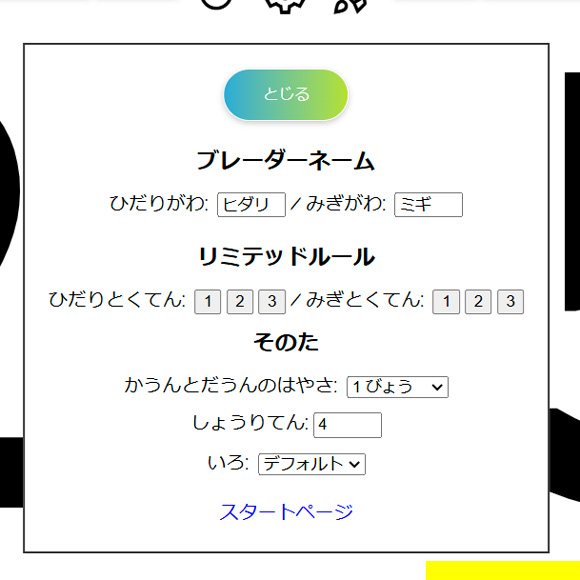 とじる
ブレーダーネーム
ひだりがわ: ヒダリ / みぎがわ: ミギ
リミテッドルール
ひだりとくてん: 1 2 3 / みぎとくてん: 1 2 3
そのた
かうんとだうんのはやさ: 1 びょう
しょうりてん: 4
いろ: デフォルト
スタートページ